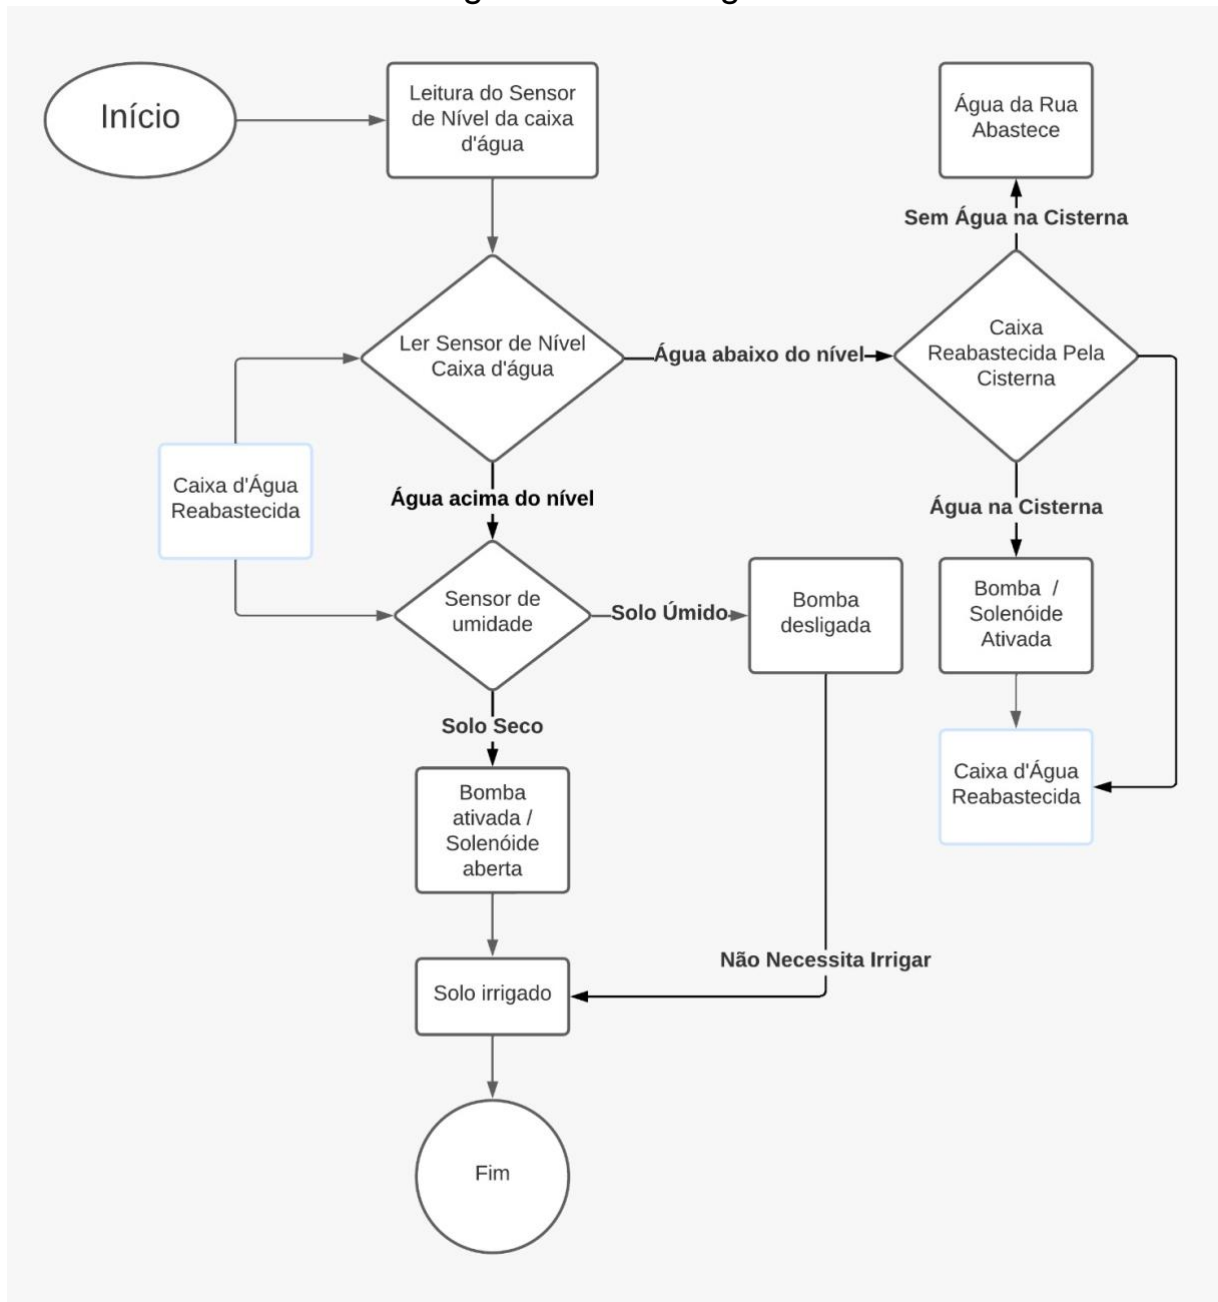 Início
Leitura do Sensor
de Nível da caixa
d'água
Água da Rua
Abastece
Sem Água na Cisterna
Ler Sensor de Nível
Caixa d'água
Água abaixo do nível
Caixa
Reabastecida Pela
Cisterna
Caixa d'Água
Reabastecida
Água acima do nível
Água na Cisterna
Sensor de
umidade
Solo Úmido
Bomba
desligada
Bomba /
Solenóide
Ativada
Solo Seco
Caixa d'Água
Reabastecida
Bomba
ativada /
Solenóide
aberta
Não Necessita Irrigar
Solo irrigado
Fim